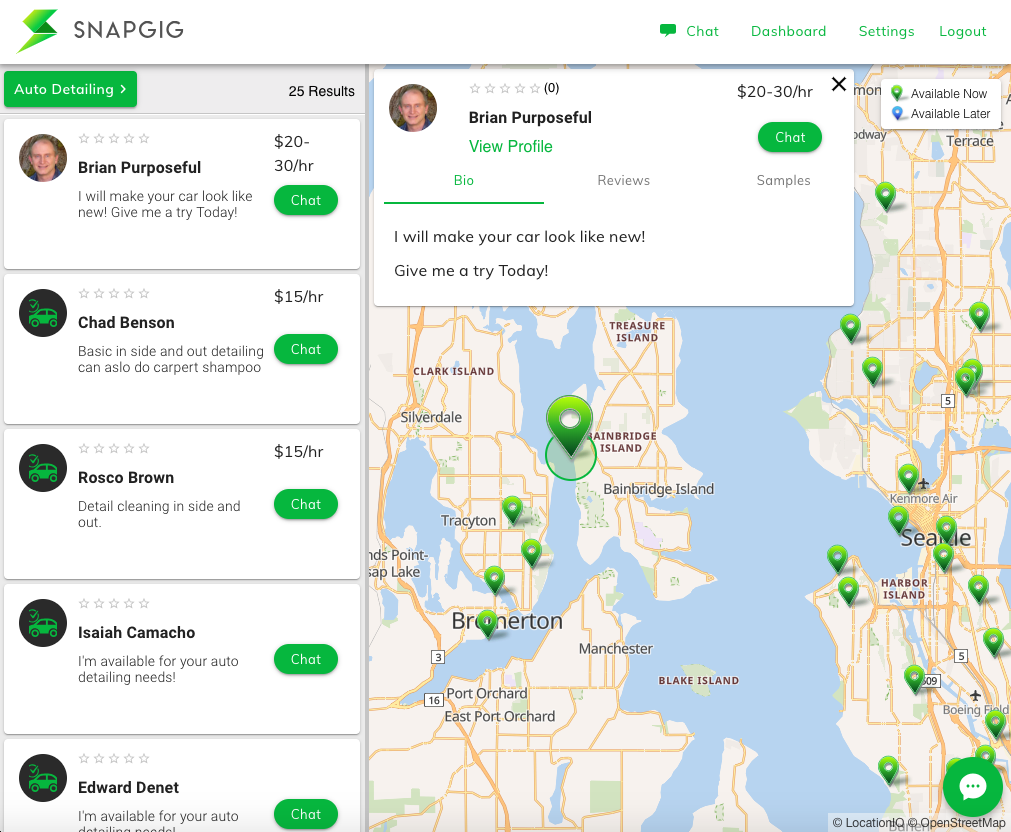 SNAPGIG
Chat
Dashboard
Settings
Logout
Auto Detailing
25 Results
Brian Purposeful
I will make your car look like
new! Give me a try Today!
$20-
30/hr
Chat
Chad Benson
Basic in side and out detailing
can aslo do carpert shampoo
$15/hr
Chat
Rosco Brown
Detail cleaning in side and
out.
$15/hr
Chat
Isaiah Camacho
I'm available for your auto
detailing needs!
Chat
Edward Denet
I'm available for your auto
detailing needs!
Chat
(0)
Brian Purposeful
View Profile
$20-30/hr
Chat
Bio
Reviews
Samples
I will make your car look like new!
Give me a try Today!
Available Now
Available Later
Terrace
TREASURE
ISLAND
CLARK ISLAND
Silverdale
BAINBRIDGE
ISLAND
Bainbridge Island
Tracyton
Bremerton
3
Manchester
16
Port Orchard
East Port Orchard
BLAKE ISLAND
5
Kenmore Air
Seattle
HARBOR
ISLAND
5
509
Boeing Field
© LocationIQ © OpenStreetMap